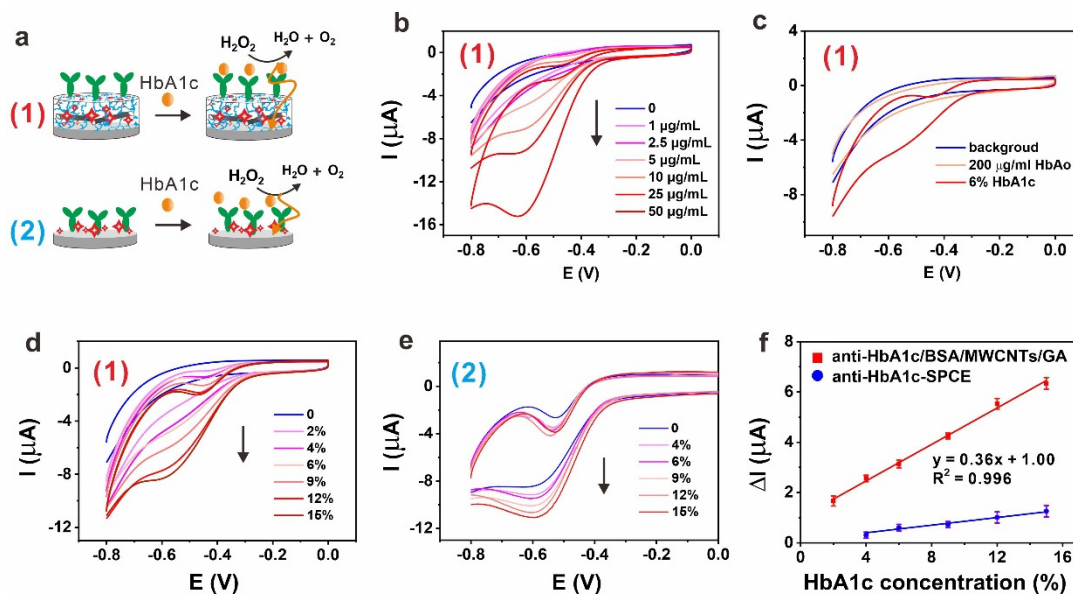 a
H₂O₂ H₂O + O₂
HbA1c
(1)
H₂O₂ H₂O + O₂
HbA1c
(2)
b
(1)
0
-4
-8
-12
-16
I (μA)
0
1 μg/mL
2.5 μg/mL
5 μg/mL
10 μg/mL
25 μg/mL
50 μg/mL
-0.8 -0.6 -0.4 -0.2 0.0
E (V)
c
(1)
4
0
-4
-8
I (μA)
backgroud
200 μg/ml HbAo
6% HbA1c
-0.8 -0.6 -0.4 -0.2 0.0
E (V)
d
(1)
0
-4
-8
-12
I (μA)
0
2%
4%
6%
9%
12%
15%
-0.8 -0.6 -0.4 -0.2 0.0
E (V)
e
(2)
4
0
-4
-8
-12
I (μA)
0
4%
6%
9%
12%
15%
-0.8 -0.6 -0.4 -0.2 -0.0
E (V)
f
8
6
4
2
0
ΔI (μA)
anti-HbA1c/BSA/MWCNTs/GA
anti-HbA1c-SPCE
y = 0.36x + 1.00
R² = 0.996
0 4 8 12 16
HbA1c concentration (%)